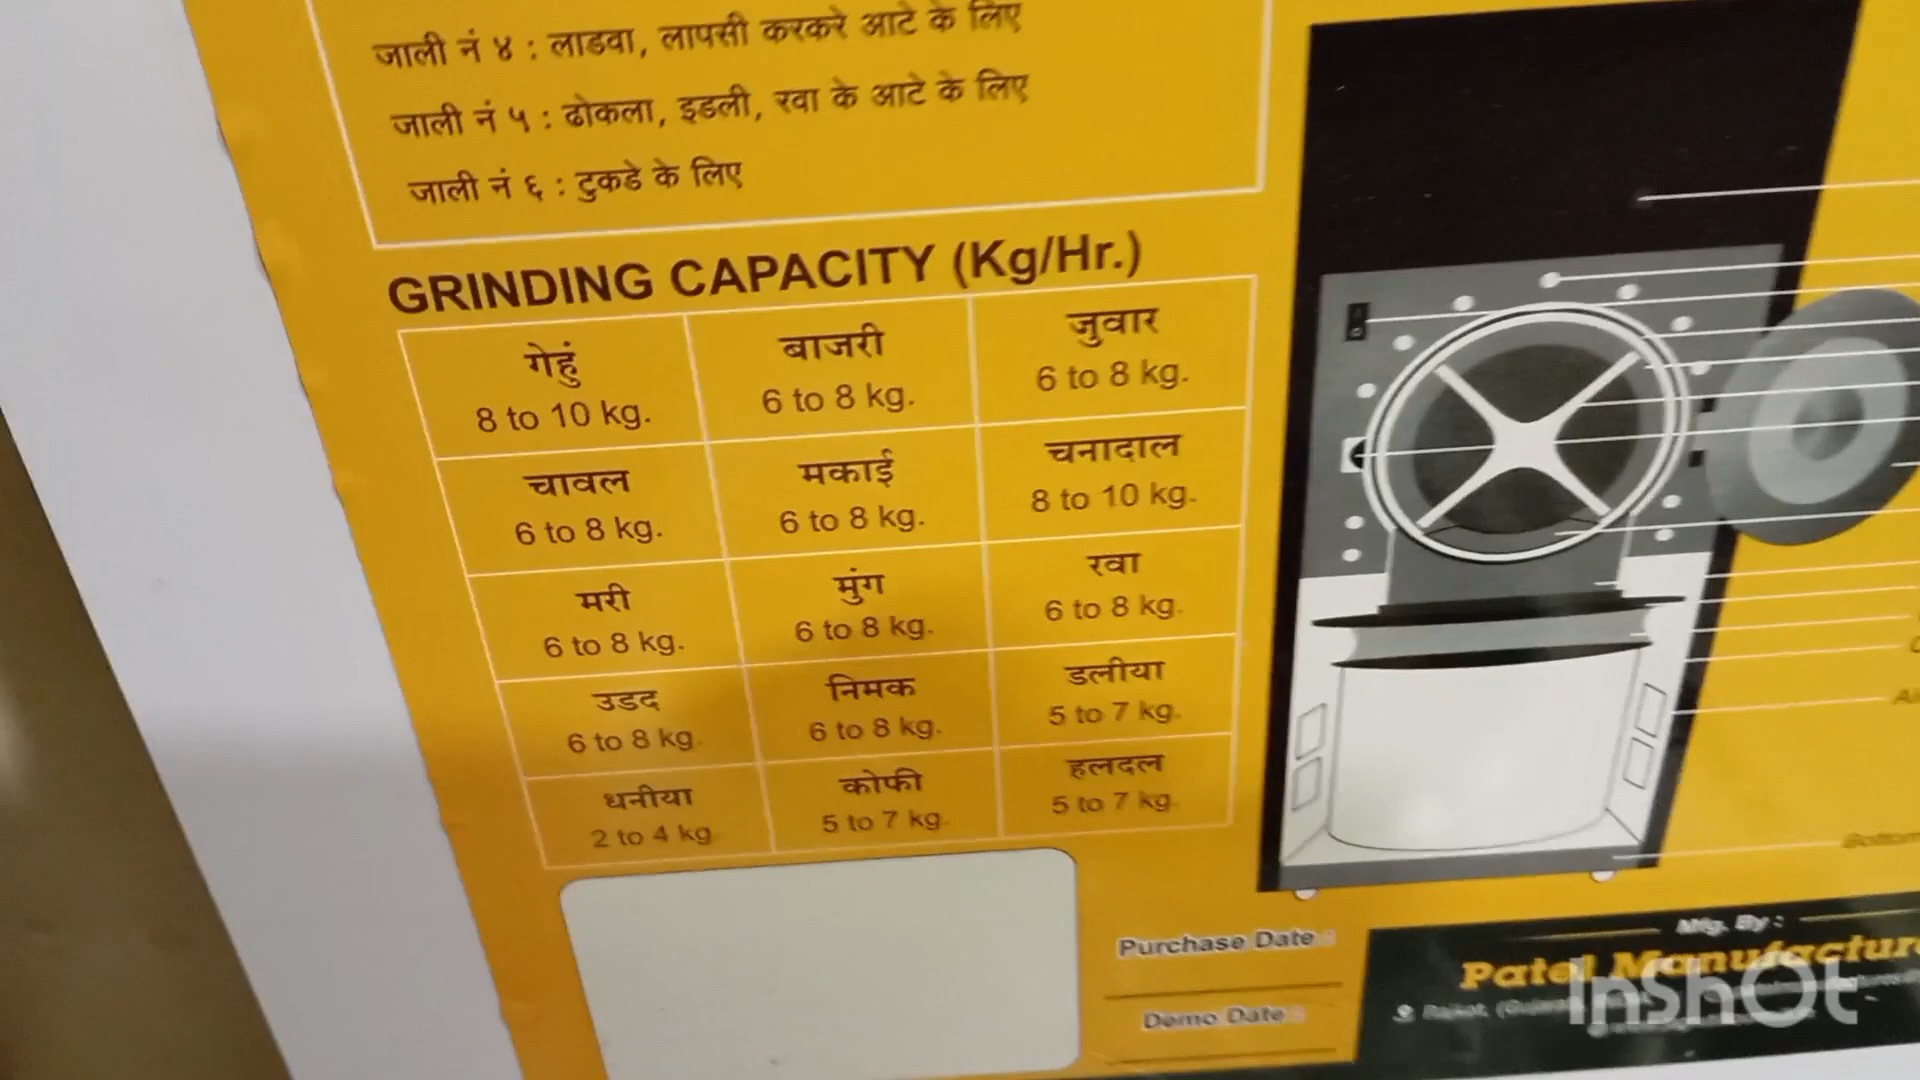 जाली नं ४ : लाडवा, लापसी करकरे आटे के लिए
जाली नं ५ : ढोकला, इडली, रवा के आटे के लिए
जाली नं ६ : टुकडे के लिए
GRINDING CAPACITY (Kg/Hr.)
गेहुं
8 to 10 kg.
बाजरी
6 to 8 kg.
जुवार
6 to 8 kg.
चावल
6 to 8 kg.
मकाई
6 to 8 kg.
चनादाल
8 to 10 kg.
मरी
6 to 8 kg.
मुंग
6 to 8 kg.
रवा
6 to 8 kg.
उडद
6 to 8 kg.
निमक
6 to 8 kg.
डलीया
5 to 7 kg.
धनीया
2 to 4 kg
कोफी
5 to 7 kg
हलदल
5 to 7 kg
Purchase Date :
Demo Date :
Mfg. By :
Patel
Rajkot,
InShOt